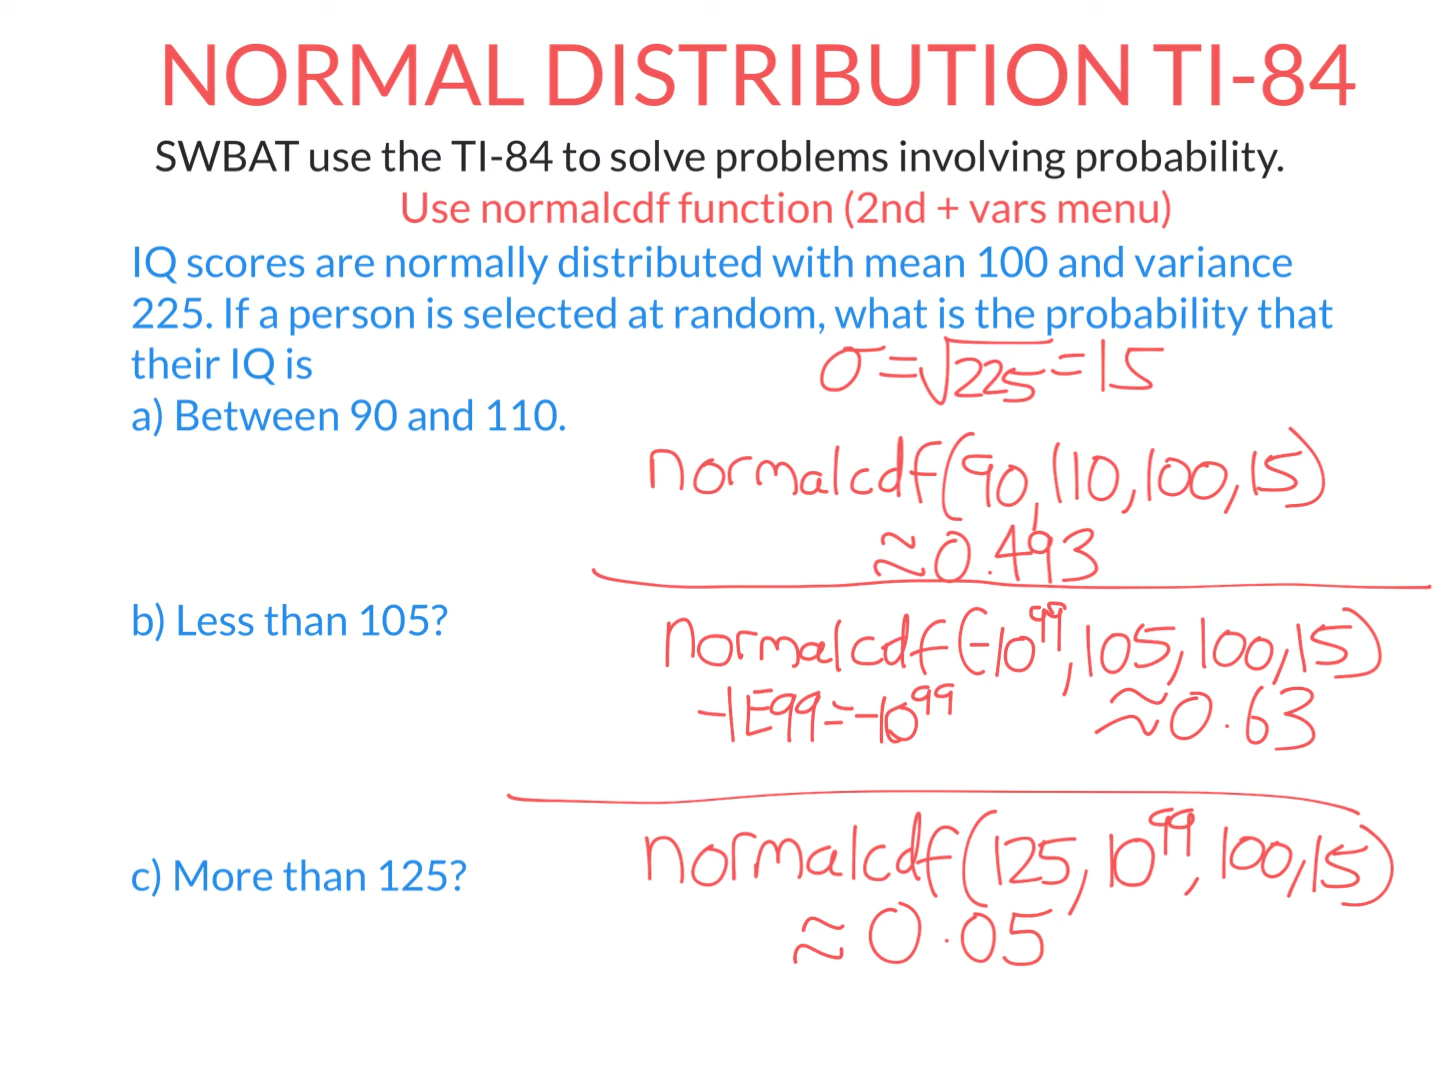 NORMAL DISTRIBUTION TI-84
SWBAT use the TI-84 to solve problems involving probability.
Use normalcdf function (2nd + vars menu)
IQ scores are normally distributed with mean 100 and variance
225. If a person is selected at random, what is the probability that
their IQ is
σ=√225=15
a) Between 90 and 110.
normalcdf(90,110,100,15)
≈0.493
b) Less than 105?
normalcdf(-10^99,105,100,15)
-1E99=-10^99 ≈0.63
c) More than 125?
normalcdf(125,10^99,100,15)
≈0.05